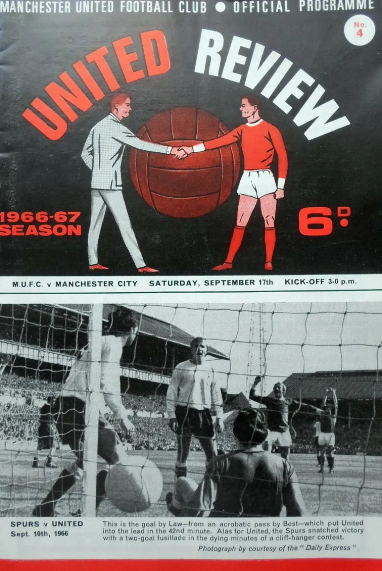 MANCHESTER UNITED FOOTBALL CLUB ● OFFICIAL PROGRAMME
No. 4
UNITED REVIEW
1966-67
SEASON
6D.
M.U.F.C. v MANCHESTER CITY SATURDAY, SEPTEMBER 17th KICK-OFF 3-0 p.m.
SPURS v UNITED
Sept. 10th, 1966
This is the goal by Law—from an acrobatic pass by Best—which put United
into the lead in the 42nd minute. Alas for United, the Spurs snatched victory
with a two-goal fusillade in the dying minutes of a cliff-hanger contest.
Photograph by courtesy of the "Daily Express"